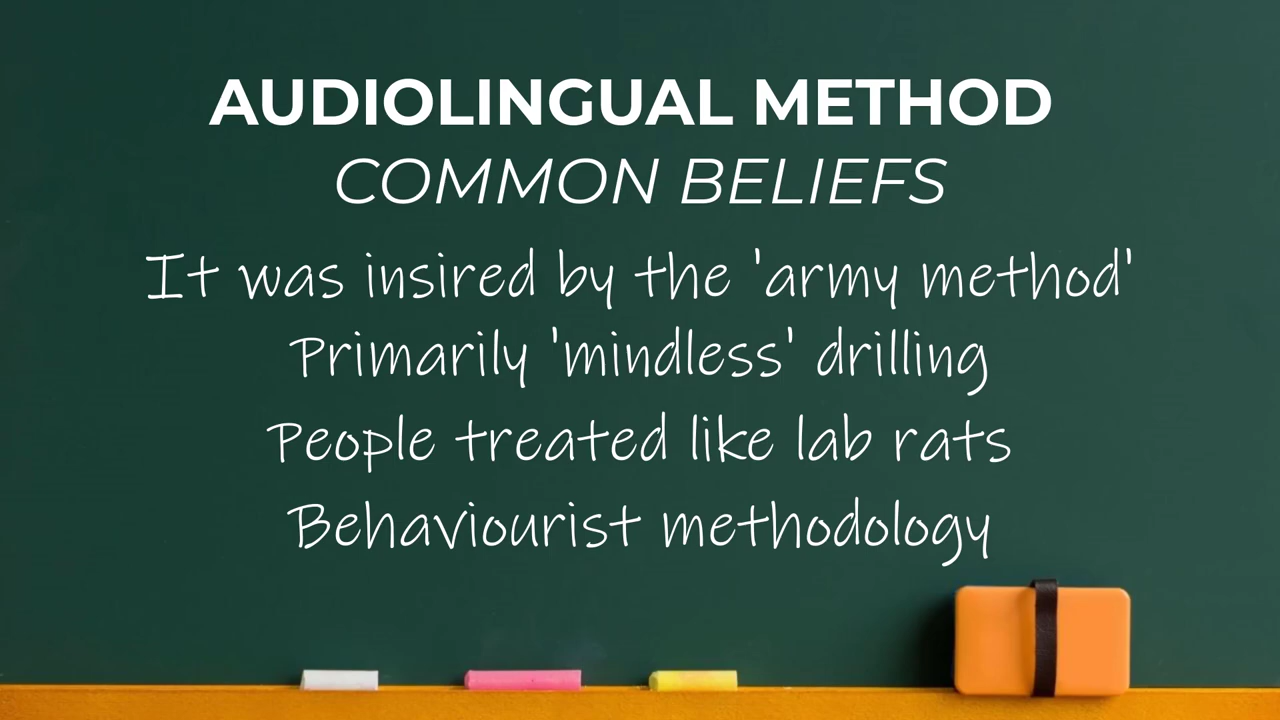 AUDIOLINGUAL METHOD
COMMON BELIEFS
It was insired by the 'army method'
Primarily 'mindless' drilling
People treated like lab rats
Behaviourist methodology